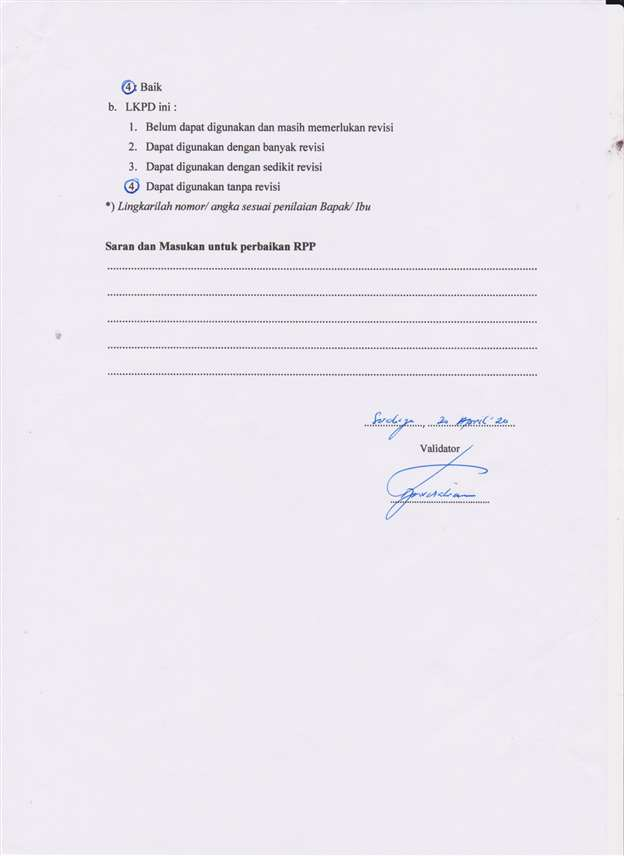 4: Baik
b. LKPD ini :
1. Belum dapat digunakan dan masih memerlukan revisi
2. Dapat digunakan dengan banyak revisi
3. Dapat digunakan dengan sedikit revisi
4 Dapat digunakan tanpa revisi
*) Lingkarilah nomor/ angka sesuai penilaian Bapak/ Ibu
Saran dan Masukan untuk perbaikan RPP
, 20 April '20
Validator